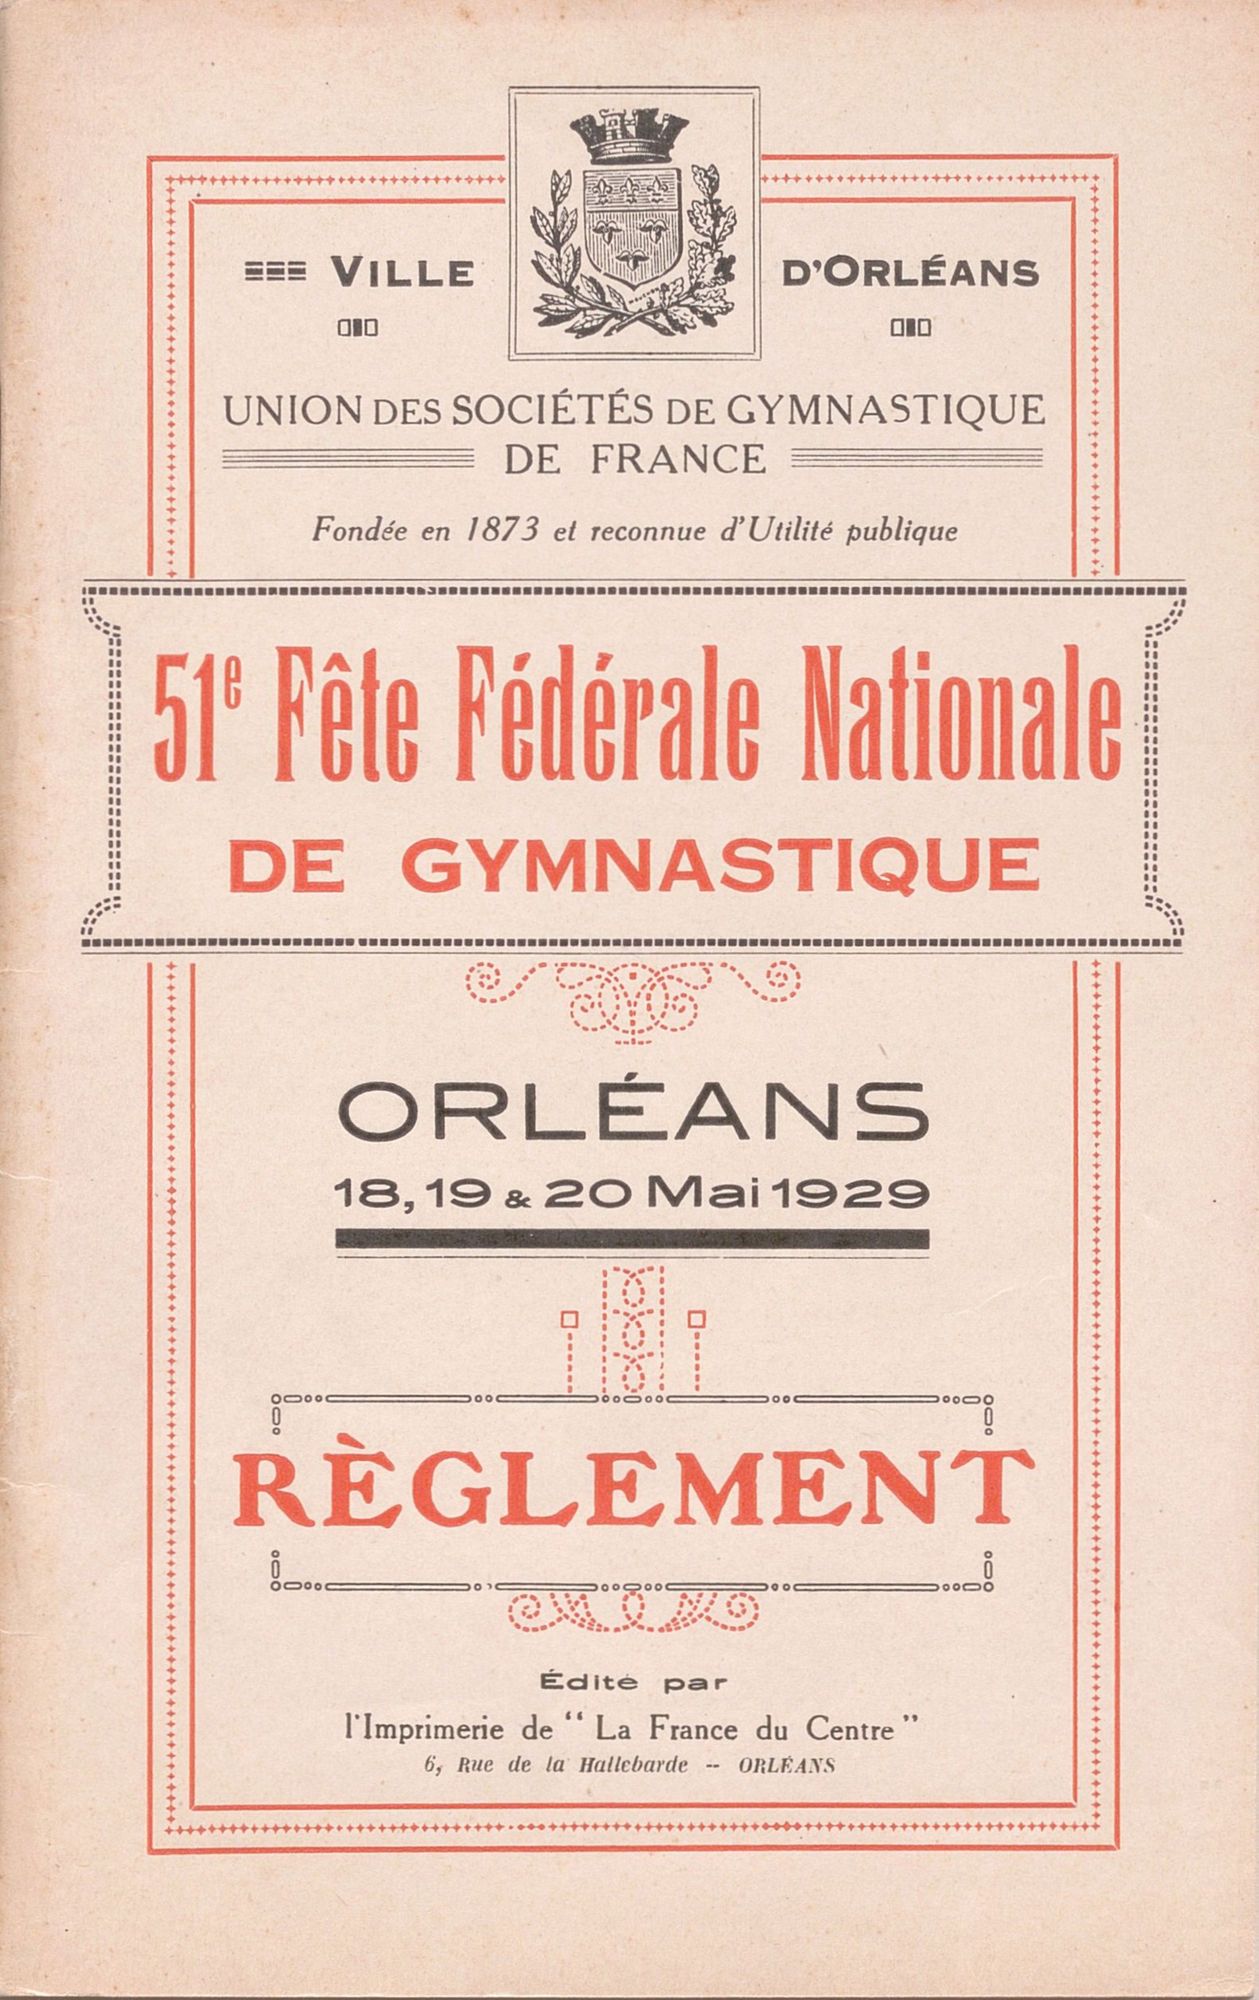 VILLE D'ORLÉANS
UNION DES SOCIÉTÉS DE GYMNASTIQUE
DE FRANCE
Fondée en 1873 et reconnue d'Utilité publique
51e Fête Fédérale Nationale
DE GYMNASTIQUE
ORLÉANS
18, 19 & 20 Mai 1929
RÈGLEMENT
Édité par
l'Imprimerie de “ La France du Centre ”
6, Rue de la Hallebarde -- ORLÉANS